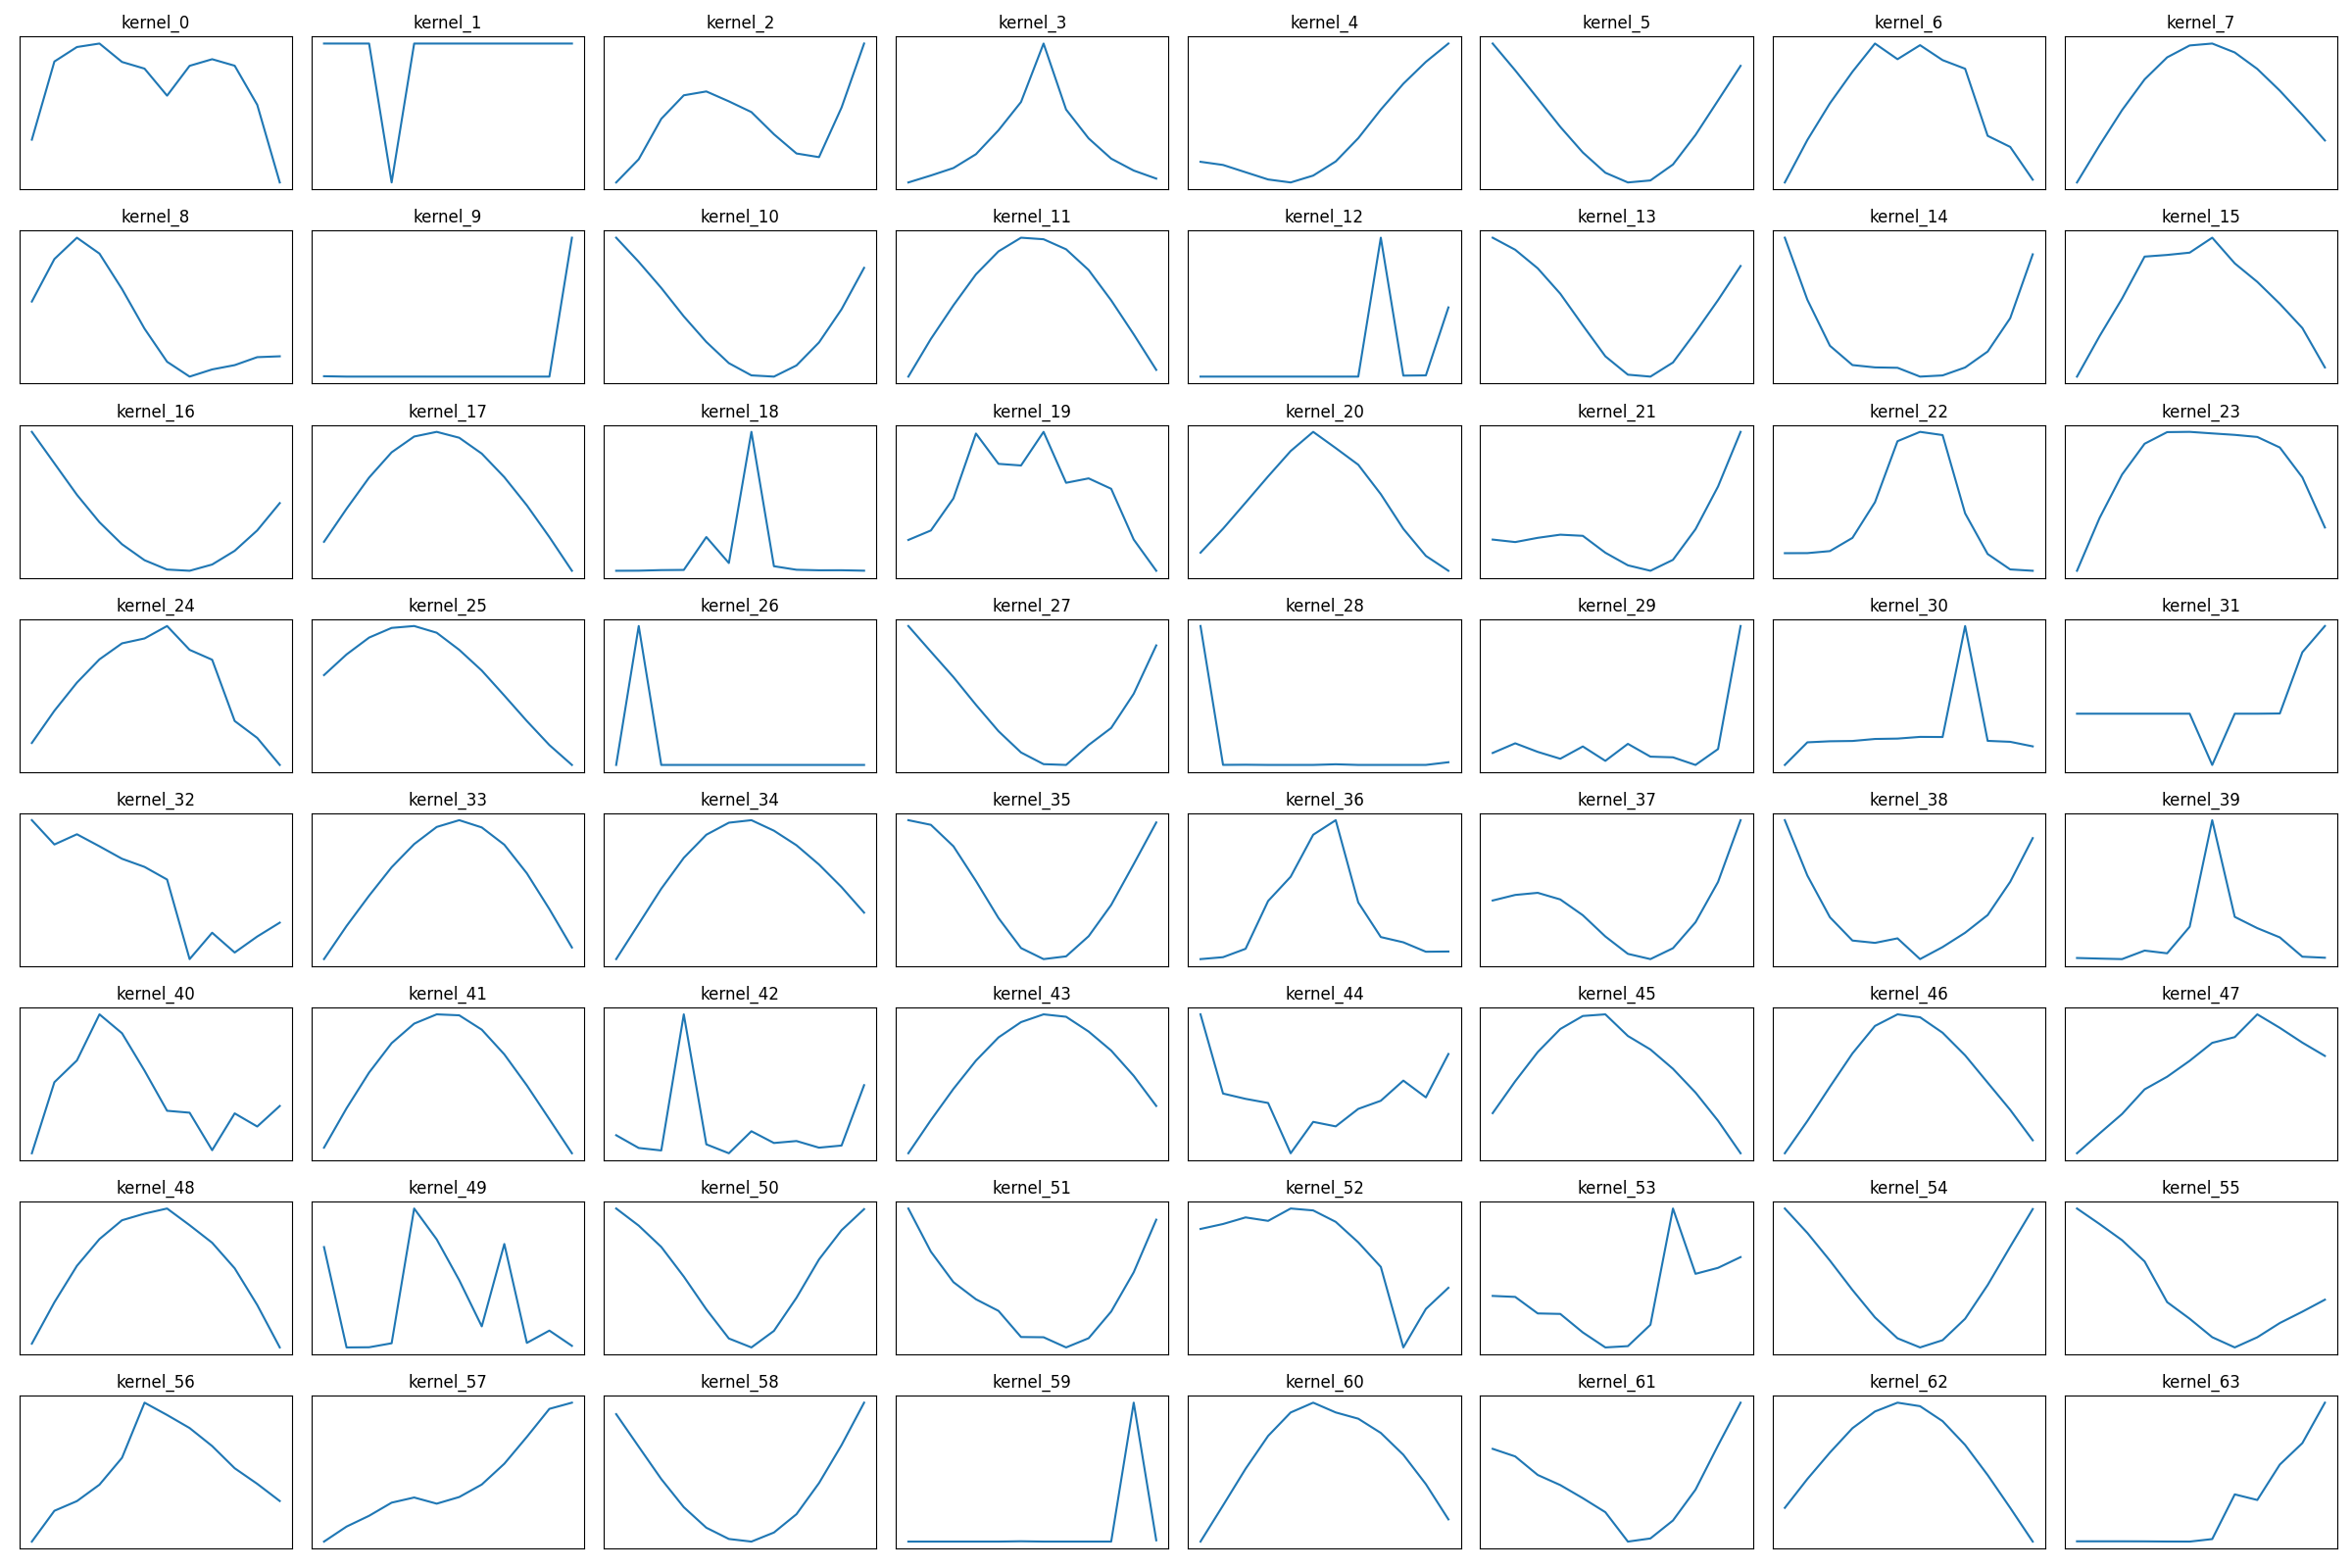 kernel_0 kernel_1 kernel_2 kernel_3 kernel_4 kernel_5 kernel_6 kernel_7
kernel_8 kernel_9 kernel_10 kernel_11 kernel_12 kernel_13 kernel_14 kernel_15
kernel_16 kernel_17 kernel_18 kernel_19 kernel_20 kernel_21 kernel_22 kernel_23
kernel_24 kernel_25 kernel_26 kernel_27 kernel_28 kernel_29 kernel_30 kernel_31
kernel_32 kernel_33 kernel_34 kernel_35 kernel_36 kernel_37 kernel_38 kernel_39
kernel_40 kernel_41 kernel_42 kernel_43 kernel_44 kernel_45 kernel_46 kernel_47
kernel_48 kernel_49 kernel_50 kernel_51 kernel_52 kernel_53 kernel_54 kernel_55
kernel_56 kernel_57 kernel_58 kernel_59 kernel_60 kernel_61 kernel_62 kernel_63